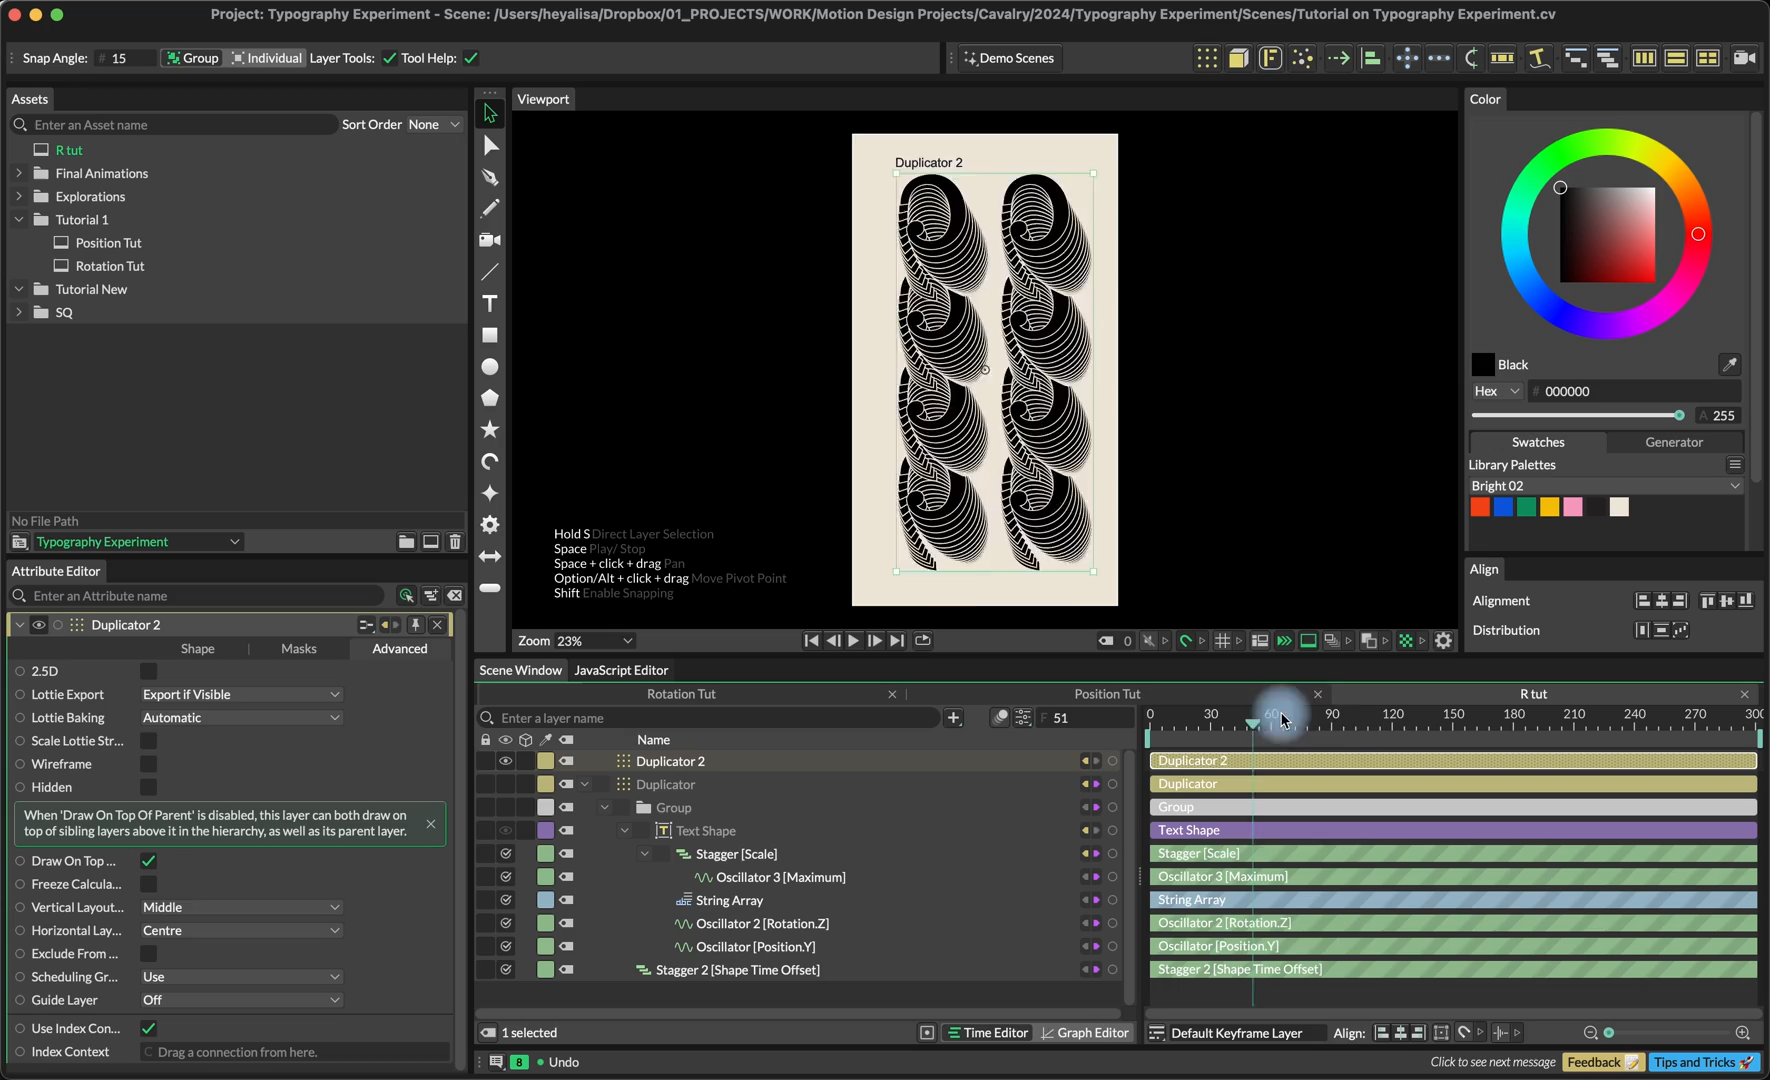 Project: Typography Experiment - Scene: /Users/heyalisa/Dropbox/01_PROJECTS/WORK/Motion Design Projects/Cavalry/2024/Typography Experiment/Scenes/Tutorial on Typography Experiment.cv
Snap Angle: # 15 Group Individual Layer Tools: Tool Help: Demo Scenes
Assets
Enter an Asset name Sort Order None
R tut
Final Animations
Explorations
Tutorial 1
Position Tut
Rotation Tut
Tutorial New
SQ
No File Path
Typography Experiment
Attribute Editor
Enter an Attribute name
Duplicator 2
Shape Masks Advanced
2.5D
Lottie Export Export if Visible
Lottie Baking Automatic
Scale Lottie Str...
Wireframe
Hidden
When 'Draw On Top Of Parent' is disabled, this layer can both draw on
top of sibling layers above it in the hierarchy, as well as its parent layer.
Draw On Top ...
Freeze Calcula...
Vertical Layout... Middle
Horizontal Lay... Centre
Exclude From ...
Scheduling Gr... Use
Guide Layer Off
Use Index Con...
Index Context C Drag a connection from here.
Viewport
Duplicator 2
Hold S Direct Layer Selection
Space Play/ Stop
Space + click + drag Pan
Option/Alt + click + drag Move Pivot Point
Shift Enable Snapping
Zoom 23% 0
Color
Black
Hex # 000000
A 255
Swatches Generator
Library Palettes
Bright 02
Align
Alignment
Distribution
Scene Window JavaScript Editor
Rotation Tut Position Tut R tut
Enter a layer name F 51
0 30 60 90 120 150 180 210 240 270 300
Name
Duplicator 2 Duplicator 2
Duplicator Duplicator
Group Group
Text Shape Text Shape
Stagger [Scale] Stagger [Scale]
Oscillator 3 [Maximum] Oscillator 3 [Maximum]
String Array String Array
Oscillator 2 [Rotation.Z] Oscillator 2 [Rotation.Z]
Oscillator [Position.Y] Oscillator [Position.Y]
Stagger 2 [Shape Time Offset] Stagger 2 [Shape Time Offset]
1 selected Time Editor Graph Editor Default Keyframe Layer Align:
8 Undo Click to see next message Feedback Tips and Tricks